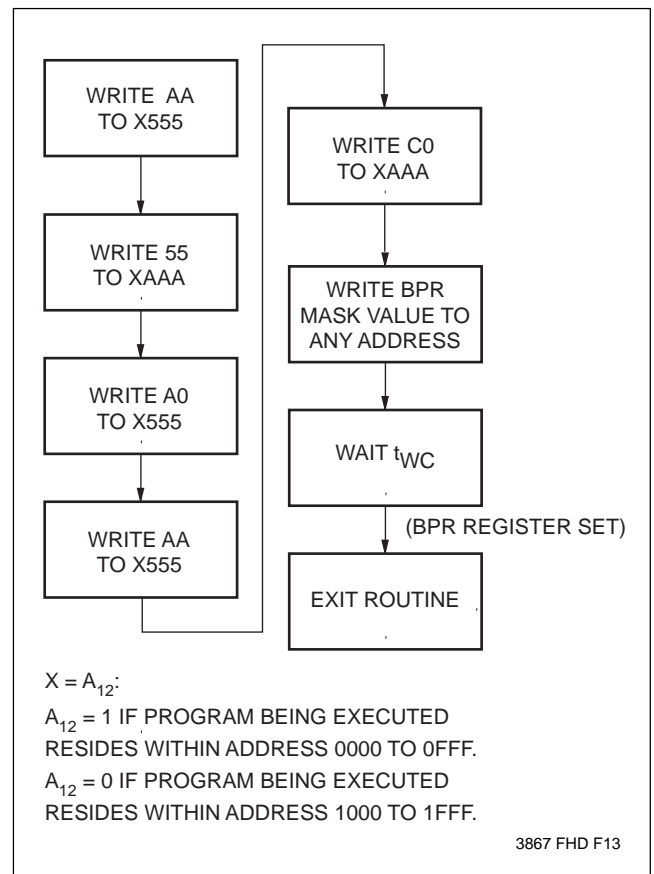 WRITE AA
TO X555
WRITE 55
TO XAAA
WRITE A0
TO X555
WRITE AA
TO X555
WRITE C0
TO XAAA
WRITE BPR
MASK VALUE TO
ANY ADDRESS
WAIT tWC
(BPR REGISTER SET)
EXIT ROUTINE
X = A12:
A12 = 1 IF PROGRAM BEING EXECUTED
RESIDES WITHIN ADDRESS 0000 TO 0FFF.
A12 = 0 IF PROGRAM BEING EXECUTED
RESIDES WITHIN ADDRESS 1000 TO 1FFF.
3867 FHD F13